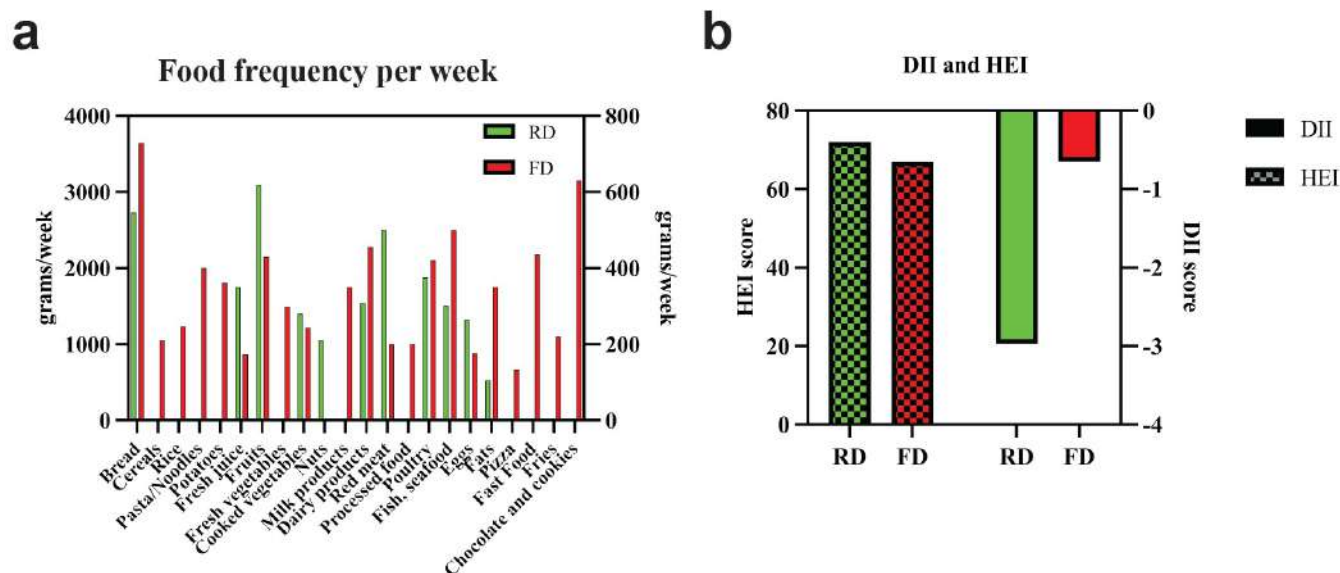 a
Food frequency per week
4000
3000
2000
1000
0
grams/week
800
600
400
200
0
grams/week
RD
FD
Bread
Cereals
Rice
Pasta/Noodles
Potatoes
Fresh juice
Fruits
Fresh vegetables
Cooked Vegetables
Nuts
Milk products
Dairy products
Red meat
Processed food
Poultry
Fish, seafood
Eggs
Fats
Pizza
Fast Food
Fries
Chocolate and cookies
b
DII and HEI
80
60
40
20
0
HEI score
0
-1
-2
-3
-4
DII score
RD
FD
RD
FD
DII
HEI